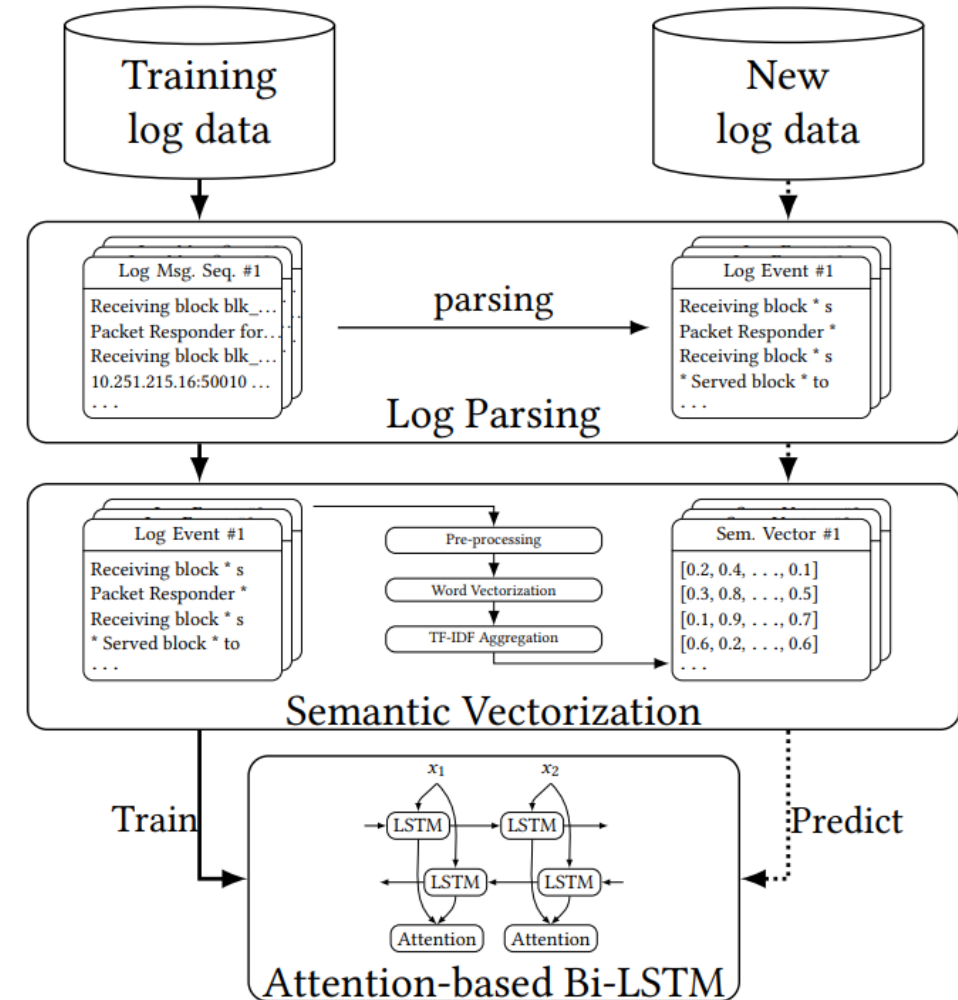 Training
log data
New
log data
Log Msg. Seq. #1
Receiving block blk_...
Packet Responder for...
Receiving block blk_...
10.251.215.16:50010 ...
. . .
parsing
Log Event #1
Receiving block * s
Packet Responder *
Receiving block * s
* Served block * to
. . .
Log Parsing
Log Event #1
Receiving block * s
Packet Responder *
Receiving block * s
* Served block * to
. . .
Pre-processing
Word Vectorization
TF-IDF Aggregation
Sem. Vector #1
[0.2, 0.4, . . ., 0.1]
[0.3, 0.8, . . ., 0.5]
[0.1, 0.9, . . ., 0.7]
[0.6, 0.2, . . ., 0.6]
. . .
Semantic Vectorization
Train
Predict
x₁ x₂
LSTM LSTM
LSTM LSTM
Attention Attention
Attention-based Bi-LSTM